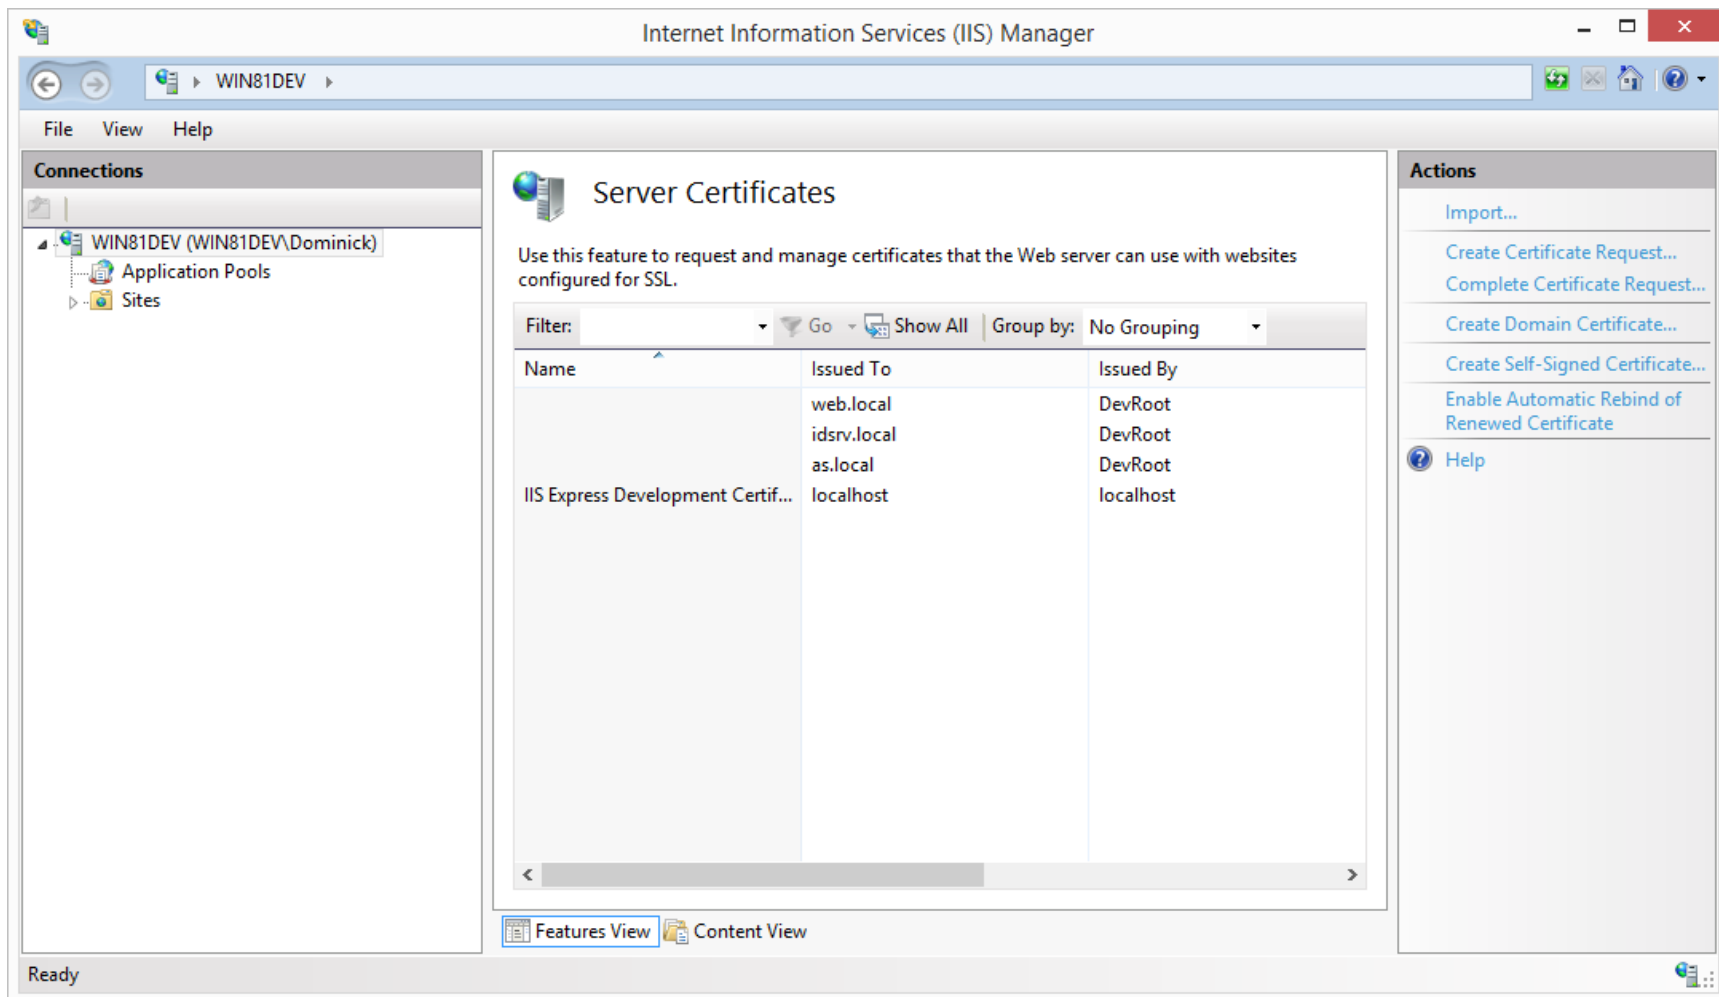 Internet Information Services (IIS) Manager
WIN81DEV
File View Help
Connections
WIN81DEV (WIN81DEV\Dominick)
Application Pools
Sites
Server Certificates
Use this feature to request and manage certificates that the Web server can use with websites
configured for SSL.
Filter: Go Show All Group by: No Grouping
Name Issued To Issued By
web.local DevRoot
idsrv.local DevRoot
as.local DevRoot
IIS Express Development Certif... localhost localhost
Features View Content View
Actions
Import...
Create Certificate Request...
Complete Certificate Request...
Create Domain Certificate...
Create Self-Signed Certificate...
Enable Automatic Rebind of
Renewed Certificate
Help
Ready